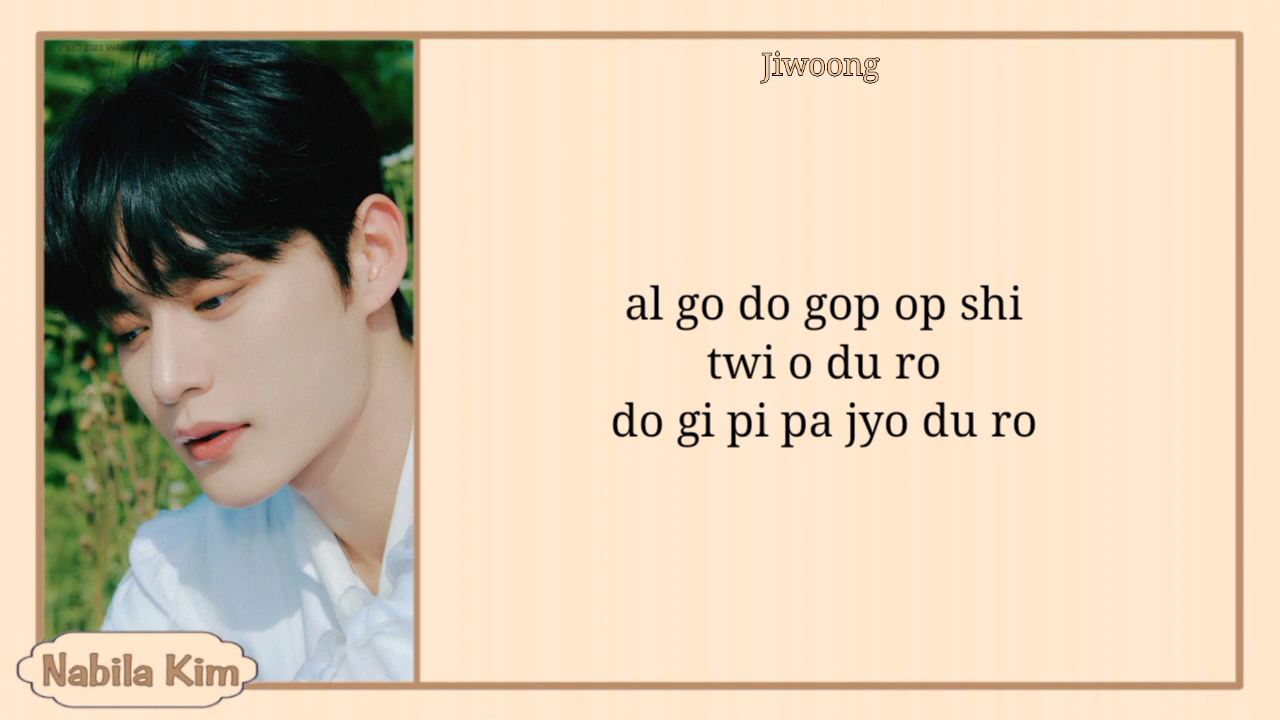 Jiwoong
al go do gop op shi
twi o du ro
do gi pi pa jyo du ro
Nabila Kim